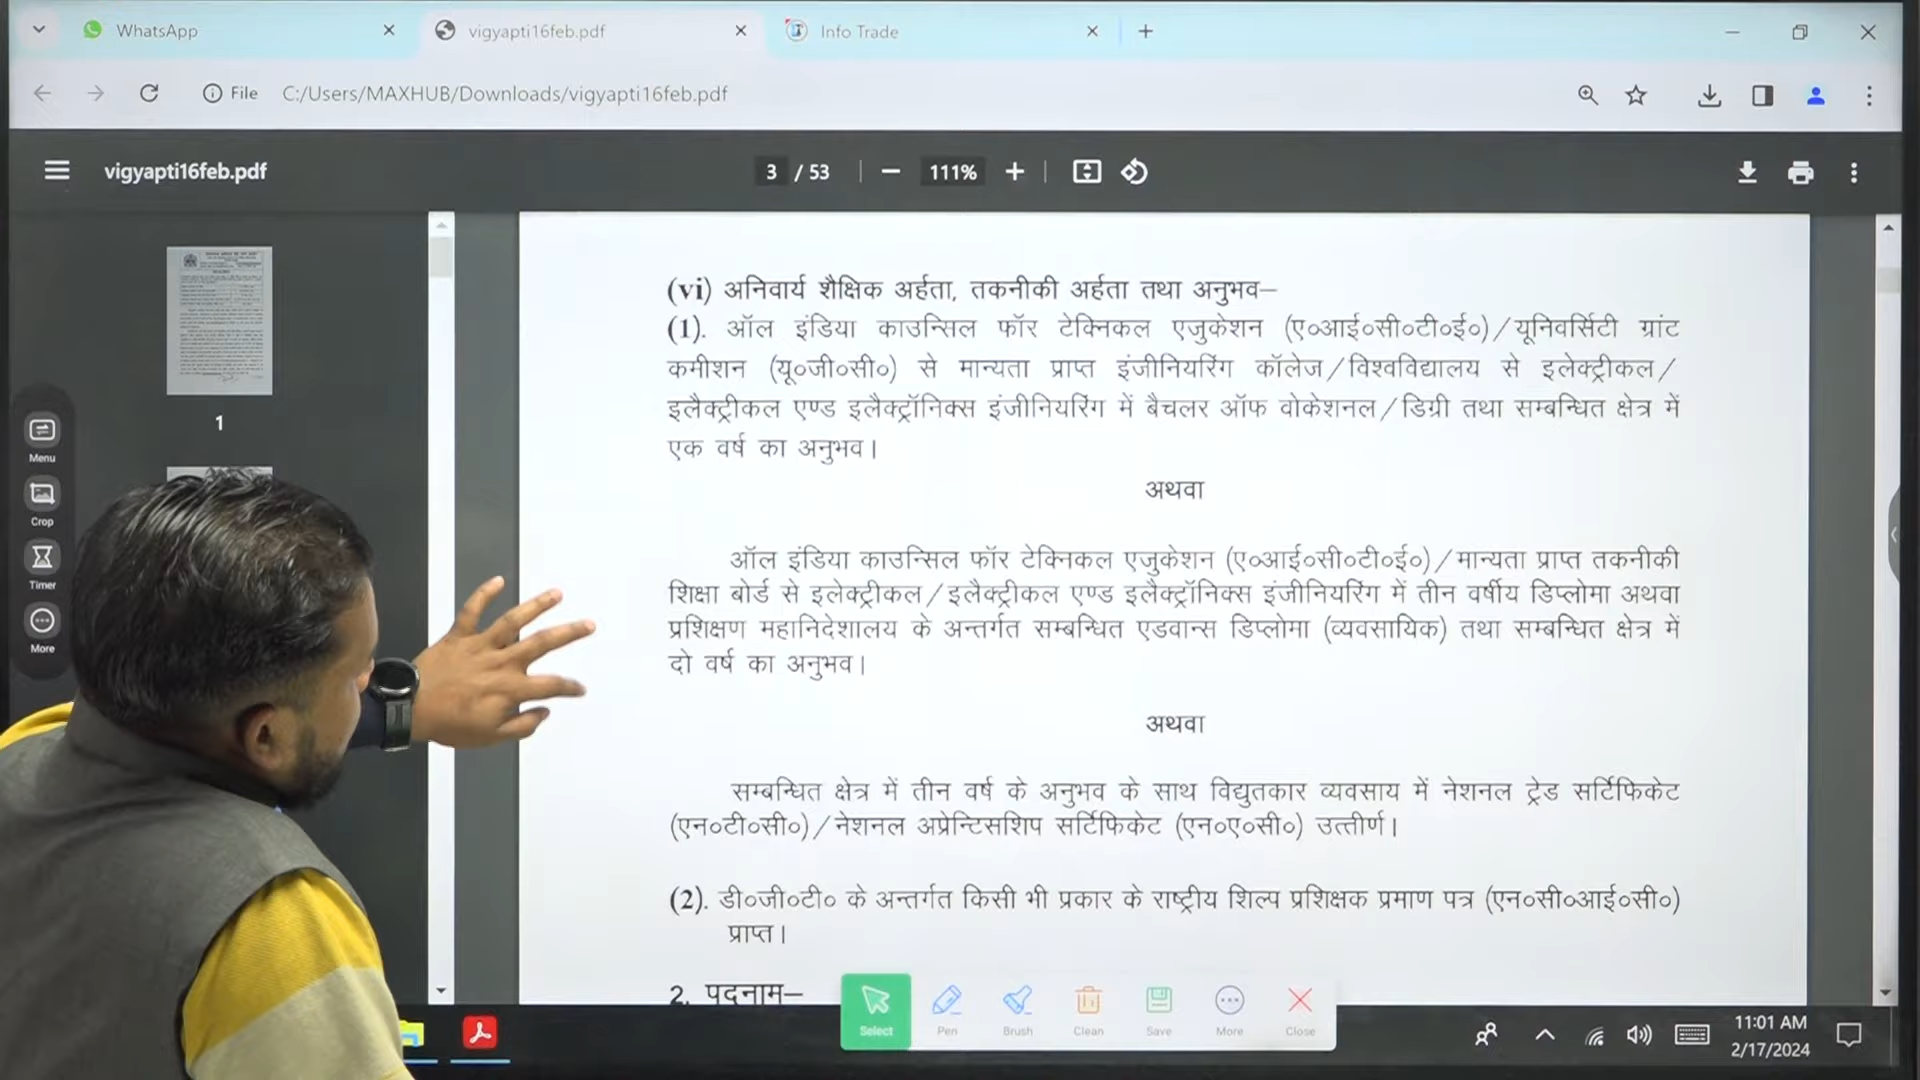 WhatsApp
vigyapti16feb.pdf
Info Trade
File C:/Users/MAXHUB/Downloads/vigyapti16feb.pdf
vigyapti16feb.pdf
3 / 53
111%
1
Menu
Crop
Timer
More
(vi) अनिवार्य शैक्षिक अर्हता, तकनीकी अर्हता तथा अनुभव–
(1). ऑल इंडिया काउन्सिल फॉर टेक्निकल एजुकेशन (ए०आई०सी०टी०ई०)/यूनिवर्सिटी ग्रांट
कमीशन (यू०जी०सी०) से मान्यता प्राप्त इंजीनियरिंग कॉलेज/विश्वविद्यालय से इलेक्ट्रीकल/
इलैक्ट्रीकल एण्ड इलैक्ट्रॉनिक्स इंजीनियरिंग में बैचलर ऑफ वोकेशनल/डिग्री तथा सम्बन्धित क्षेत्र में
एक वर्ष का अनुभव।
अथवा
ऑल इंडिया काउन्सिल फॉर टेक्निकल एजुकेशन (ए०आई०सी०टी०ई०)/मान्यता प्राप्त तकनीकी
शिक्षा बोर्ड से इलेक्ट्रीकल/इलैक्ट्रीकल एण्ड इलैक्ट्रॉनिक्स इंजीनियरिंग में तीन वर्षीय डिप्लोमा अथवा
प्रशिक्षण महानिदेशालय के अन्तर्गत सम्बन्धित एडवान्स डिप्लोमा (व्यवसायिक) तथा सम्बन्धित क्षेत्र में
दो वर्ष का अनुभव।
अथवा
सम्बन्धित क्षेत्र में तीन वर्ष के अनुभव के साथ विद्युतकार व्यवसाय में नेशनल ट्रेड सर्टिफिकेट
(एन०टी०सी०)/नेशनल अप्रेन्टिसशिप सर्टिफिकेट (एन०ए०सी०) उत्तीर्ण।
(2). डी०जी०टी० के अन्तर्गत किसी भी प्रकार के राष्ट्रीय शिल्प प्रशिक्षक प्रमाण पत्र (एन०सी०आई०सी०)
प्राप्त।
2. पदनाम–
Select
Pen
Brush
Clean
Save
More
Close
11:01 AM
2/17/2024